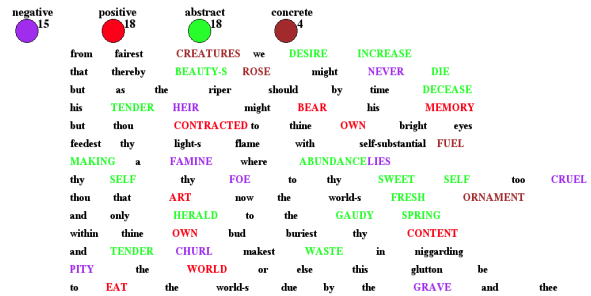 negative positive abstract concrete
15 18 18 4
from fairest CREATURES we DESIRE INCREASE
that thereby BEAUTY-S ROSE might NEVER DIE
but as the riper should by time DECEASE
his TENDER HEIR might BEAR his MEMORY
but thou CONTRACTED to thine OWN bright eyes
feedest thy light-s flame with self-substantial FUEL
MAKING a FAMINE where ABUNDANCE LIES
thy SELF thy FOE to thy SWEET SELF too CRUEL
thou that ART now the world-s FRESH ORNAMENT
and only HERALD to the GAUDY SPRING
within thine OWN bud buriest thy CONTENT
and TENDER CHURL makest WASTE in niggarding
PITY the WORLD or else this glutton be
to EAT the world-s due by the GRAVE and thee